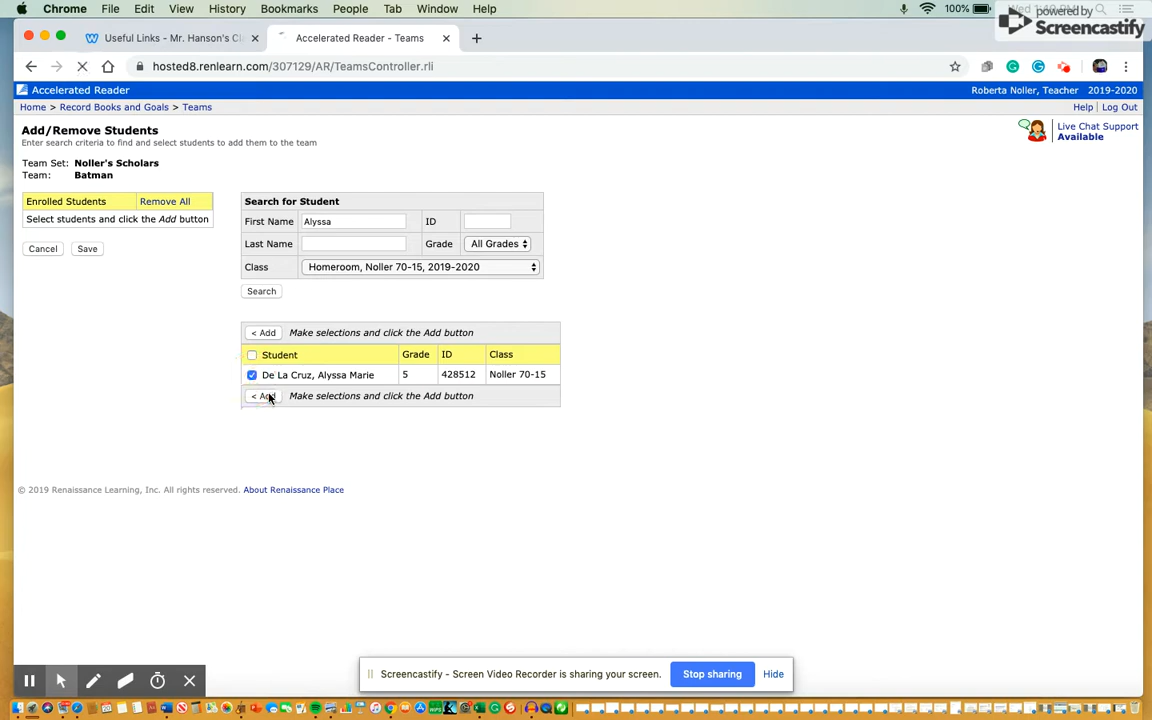 Chrome File Edit View History Bookmarks People Tab Window Help 100%
powered by
Screencastify
Useful Links - Mr. Hanson's Cl Accelerated Reader - Teams
hosted8.renlearn.com/307129/AR/TeamsController.rli
Accelerated Reader Roberta Noller, Teacher 2019-2020
Home > Record Books and Goals > Teams Help | Log Out
Add/Remove Students
Enter search criteria to find and select students to add them to the team
Live Chat Support
Available
Team Set: Noller's Scholars
Team: Batman
Enrolled Students Remove All
Select students and click the Add button
Cancel Save
Search for Student
First Name Alyssa ID
Last Name Grade All Grades
Class Homeroom, Noller 70-15, 2019-2020
Search
< Add Make selections and click the Add button
Student Grade ID Class
De La Cruz, Alyssa Marie 5 428512 Noller 70-15
< Add Make selections and click the Add button
© 2019 Renaissance Learning, Inc. All rights reserved. About Renaissance Place
Screencastify - Screen Video Recorder is sharing your screen. Stop sharing Hide